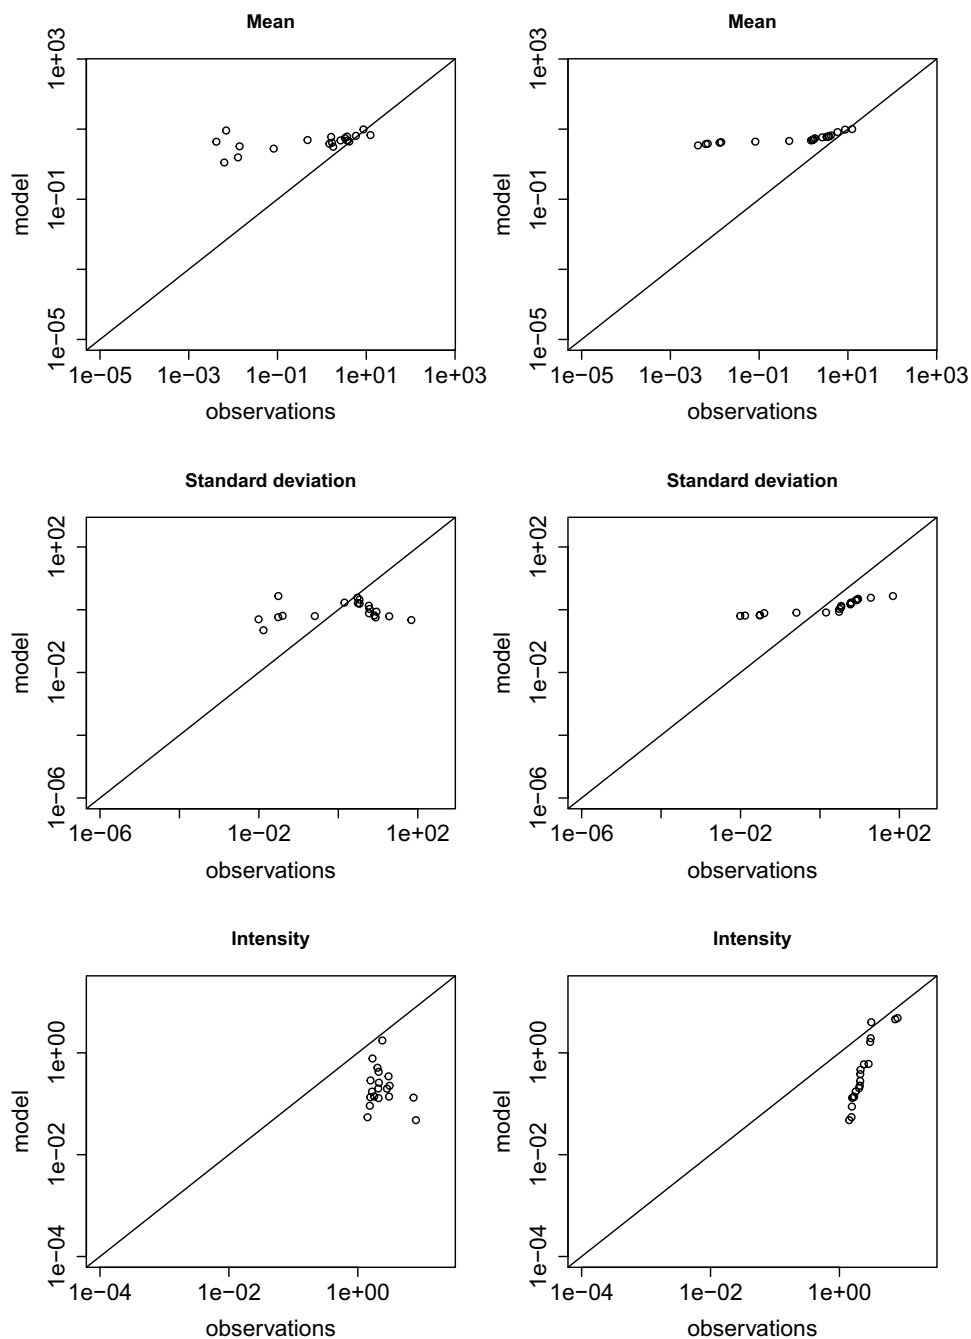 Mean
Mean
1e+03
1e−01
1e−05
model
1e−05 1e−03 1e−01 1e+01 1e+03
observations
1e+03
1e−01
1e−05
model
1e−05 1e−03 1e−01 1e+01 1e+03
observations
Standard deviation
Standard deviation
1e+02
1e−02
1e−06
model
1e−06 1e−02 1e+02
observations
1e+02
1e−02
1e−06
model
1e−06 1e−02 1e+02
observations
Intensity
Intensity
1e+00
1e−02
1e−04
model
1e−04 1e−02 1e+00
observations
1e+00
1e−02
1e−04
model
1e−04 1e−02 1e+00
observations